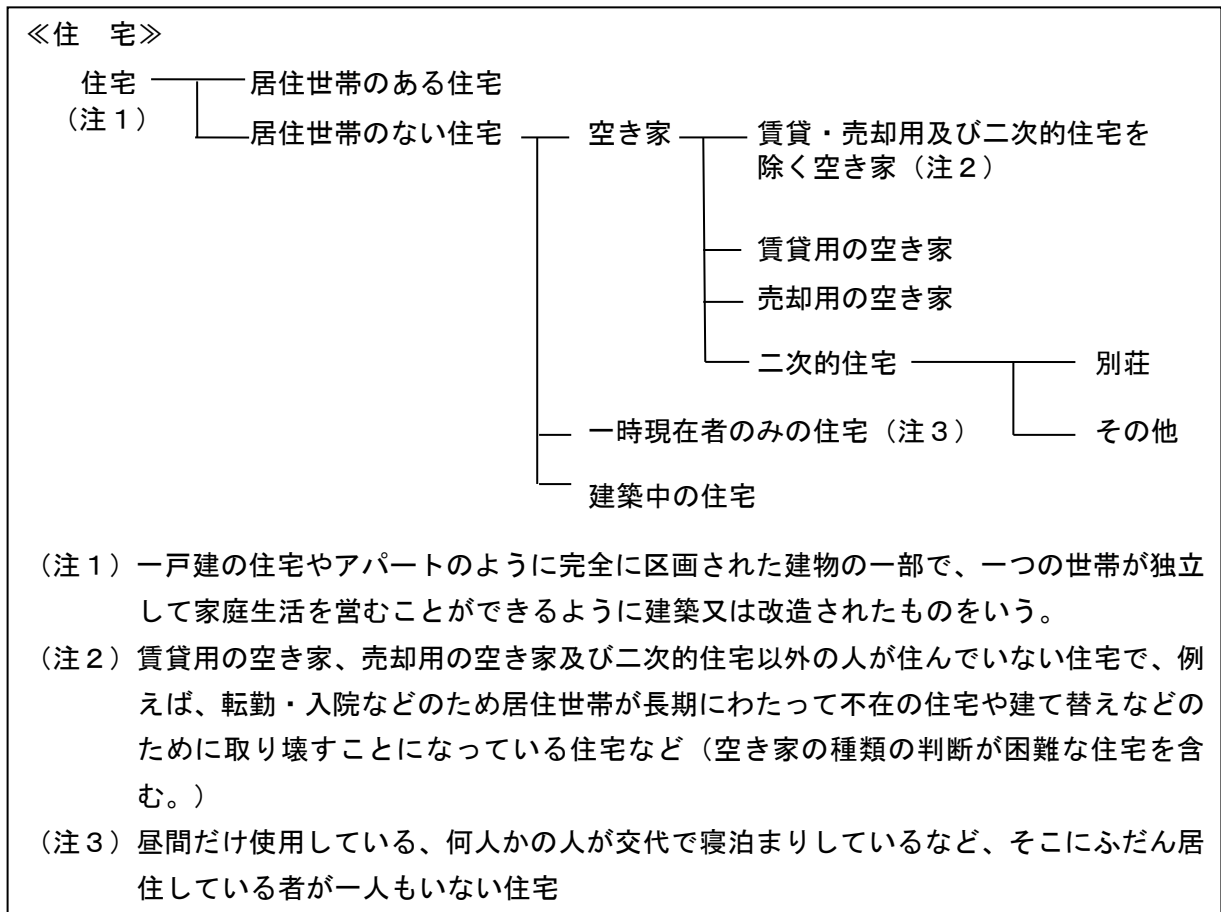 ≪住　宅≫
住宅
（注１）
居住世帯のある住宅
居住世帯のない住宅
空き家
賃貸・売却用及び二次的住宅を
除く空き家（注２）
賃貸用の空き家
売却用の空き家
二次的住宅
別荘
その他
一時現在者のみの住宅（注３）
建築中の住宅
（注１）一戸建の住宅やアパートのように完全に区画された建物の一部で、一つの世帯が独立
して家庭生活を営むことができるように建築又は改造されたものをいう。
（注２）賃貸用の空き家、売却用の空き家及び二次的住宅以外の人が住んでいない住宅で、例
えば、転勤・入院などのため居住世帯が長期にわたって不在の住宅や建て替えなどの
ために取り壊すことになっている住宅など（空き家の種類の判断が困難な住宅を含
む。）
（注３）昼間だけ使用している、何人かの人が交代で寝泊まりしているなど、そこにふだん居
住している者が一人もいない住宅